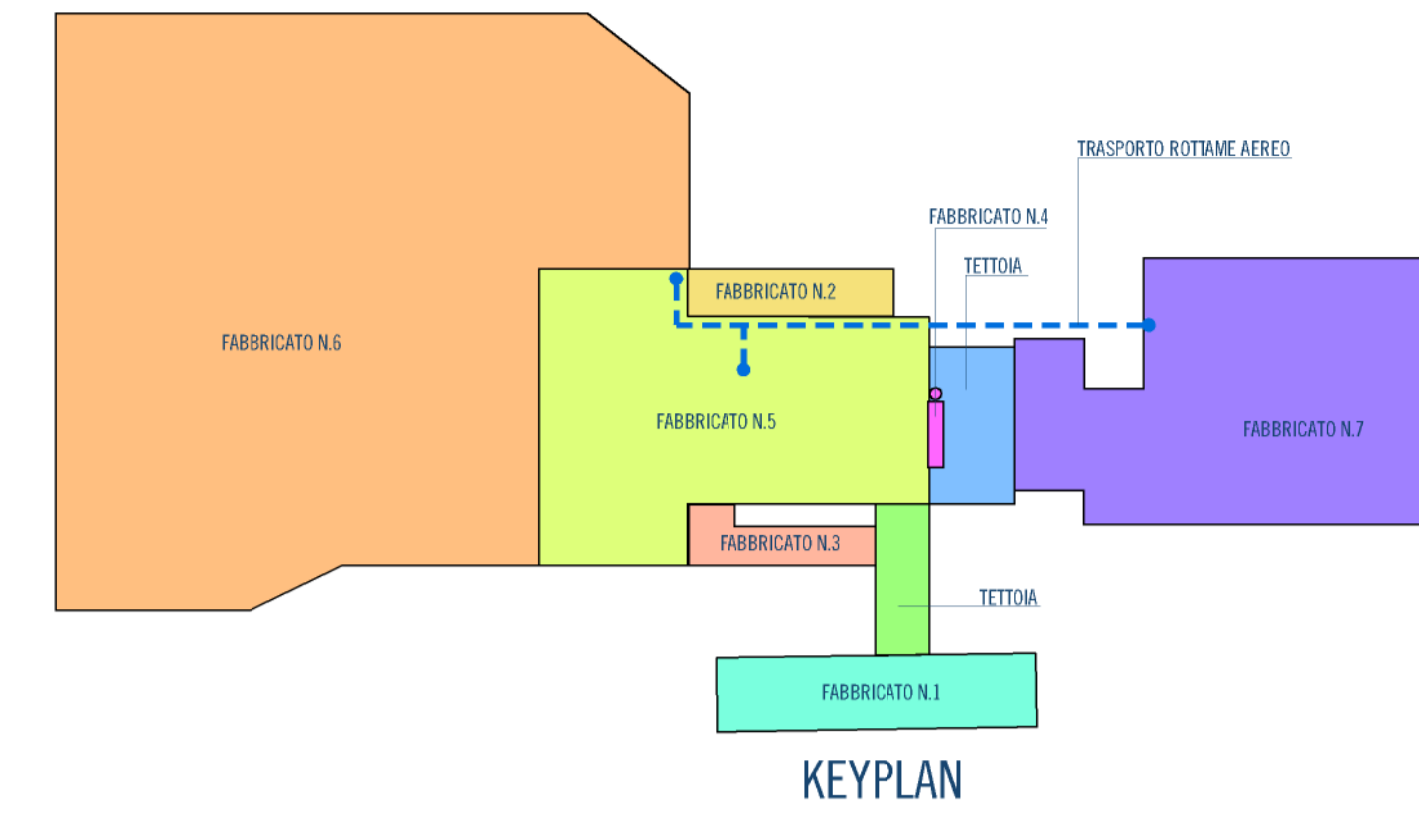 TRASPORTO ROTTAME AEREO
FABBRICATO N.4
TETTOIA
FABBRICATO N.2
FABBRICATO N.6
FABBRICATO N.5
FABBRICATO N.7
FABBRICATO N.3
TETTOIA
FABBRICATO N.1
KEYPLAN